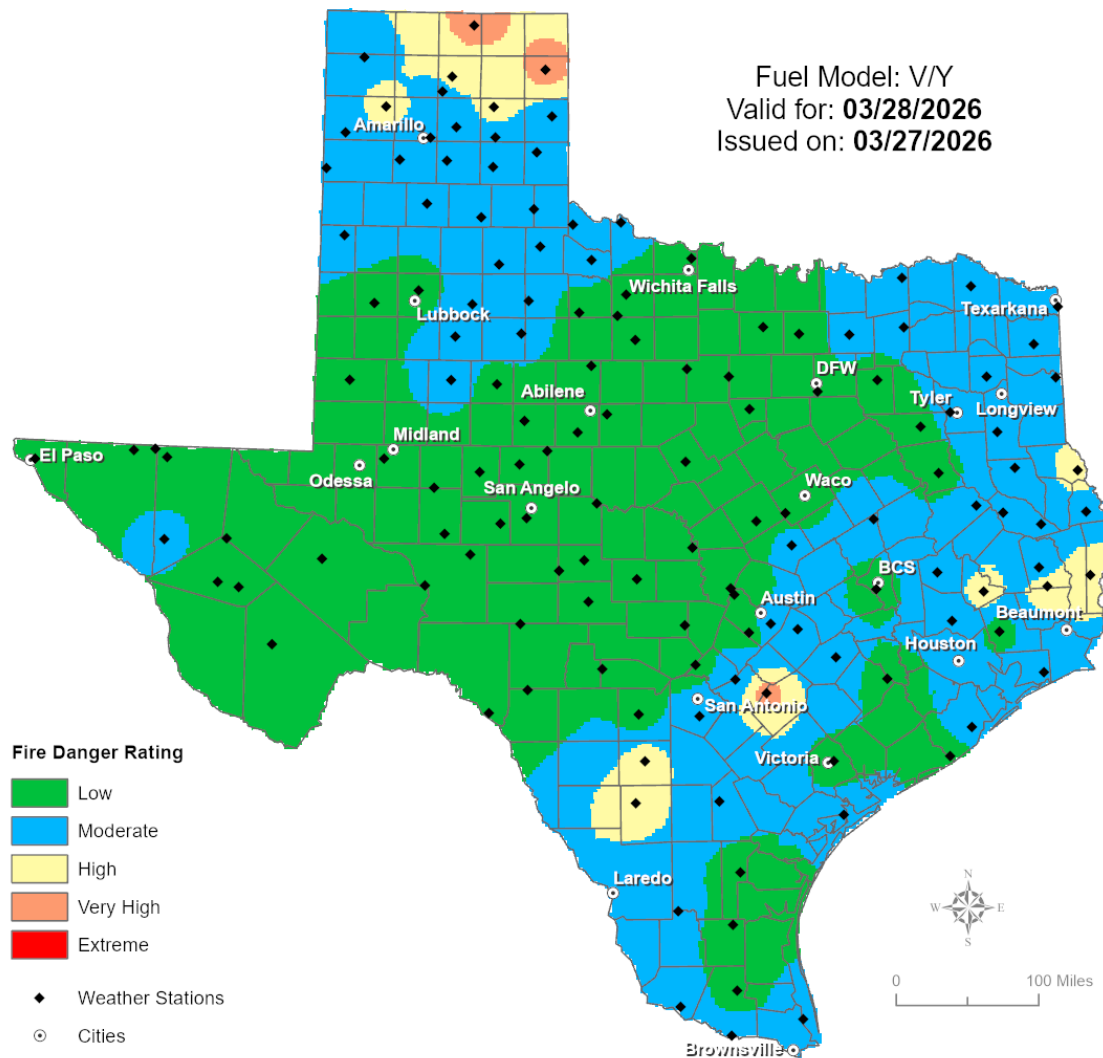 Fuel Model: V/Y
Valid for: 03/28/2026
Issued on: 03/27/2026
Amarillo
Wichita Falls
Lubbock
Texarkana
DFW
Abilene
Tyler
Longview
Midland
El Paso
Odessa
San Angelo
Waco
BCS
Austin
Beaumont
Houston
San Antonio
Victoria
Laredo
Brownsville
Fire Danger Rating
Low
Moderate
High
Very High
Extreme
Weather Stations
Cities
N
W E
S
0 100 Miles